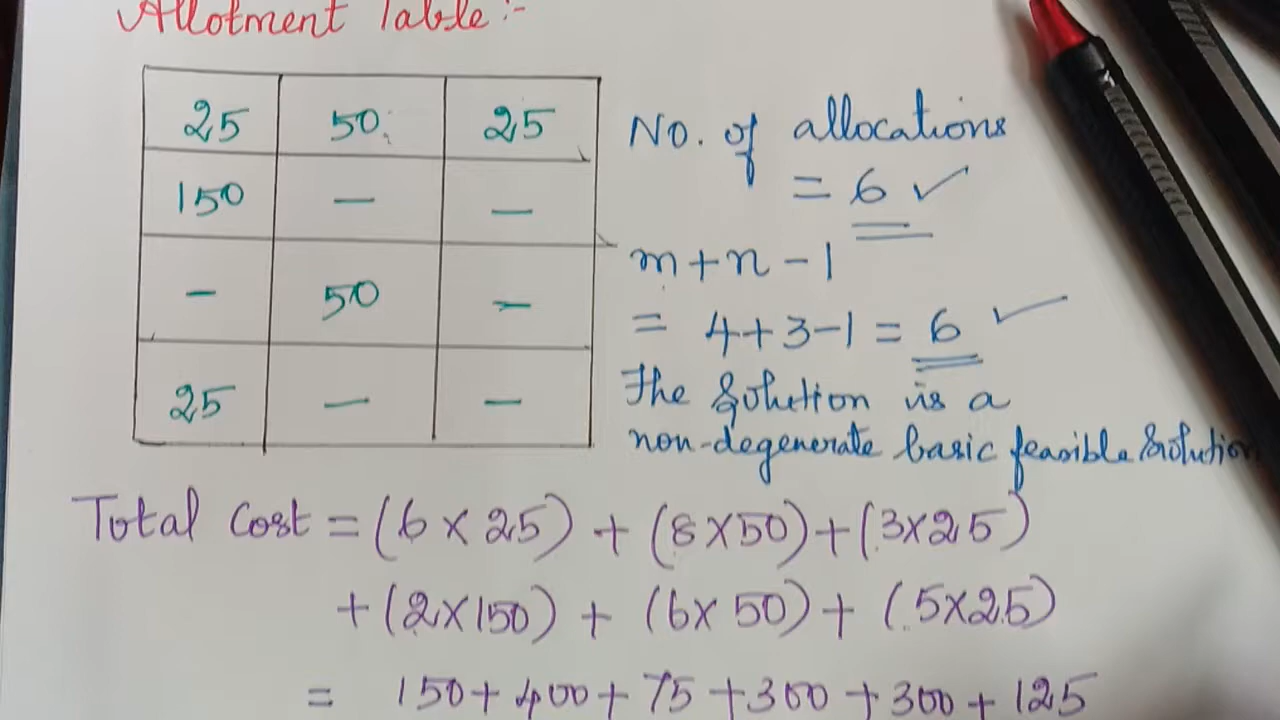 Allotment Table :-
25 50 25
150 — —
- 50 —
25 — —
No. of allocations
= 6 ✓
m+n-1
= 4+3-1 = 6 ✓
The solution is a
non-degenerate basic feasible solution
Total Cost = (6 × 25) + (8 × 50) + (3 × 25)
+ (2 × 150) + (6 × 50) + (5 × 25)
= 150 + 400 + 75 + 300 + 300 + 125